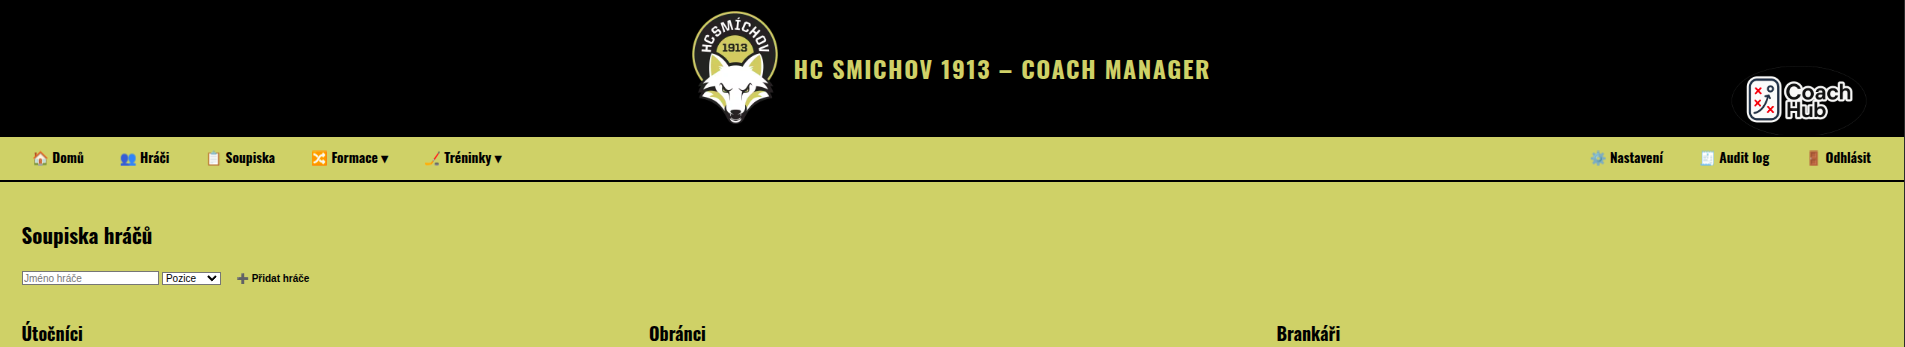 HC SMÍCHOV
1913
HC SMICHOV 1913 – COACH MANAGER
Coach
Hub
🏠 Domů 👥 Hráči 📋 Soupiska 🔀 Formace ▾ 🏒 Tréninky ▾ ⚙️ Nastavení 🧾 Audit log 🚪 Odhlásit
Soupiska hráčů
Jméno hráče Pozice ➕ Přidat hráče
Útočníci Obránci Brankáři